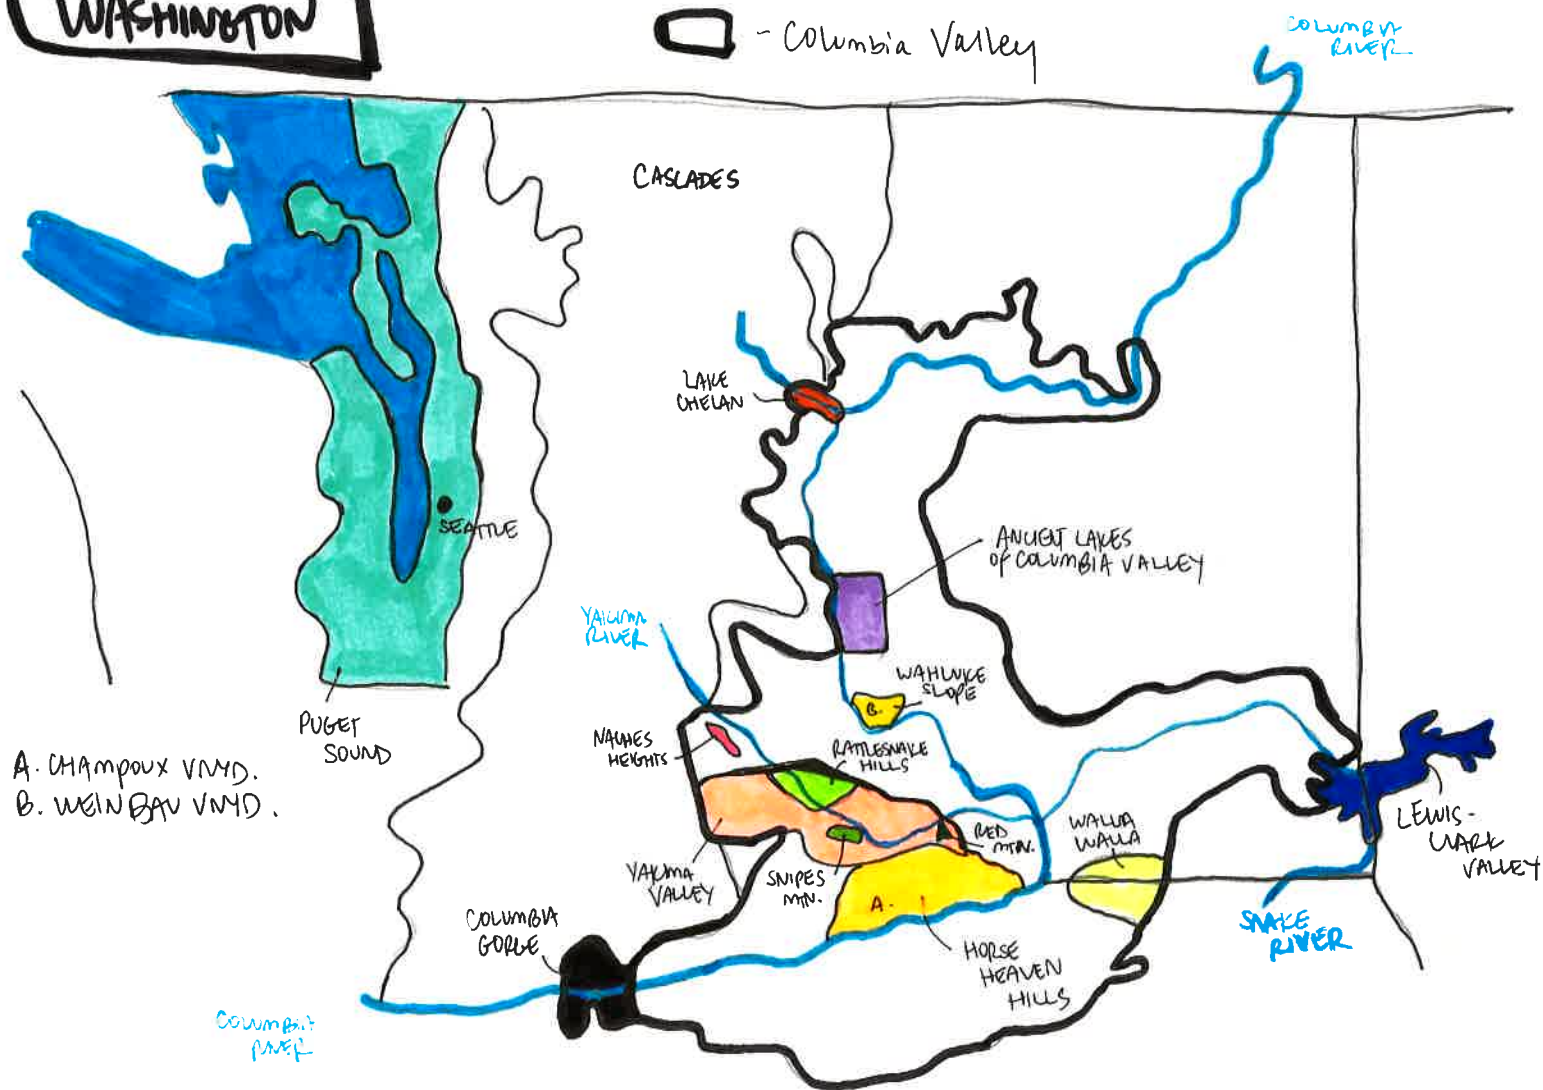 WASHINGTON
- Columbia Valley
COLUMBIA
RIVER
CASCADES
LAKE
CHELAN
SEATTLE
ANCIENT LAKES
OF COLUMBIA VALLEY
YAKIMA
RIVER
WAHLUKE
SLOPE
B.
PUGET
SOUND
NACHES
HEIGHTS
RATTLESNAKE
HILLS
A. CHAMPOUX VNYD.
B. WEINBAU VNYD.
RED
MTN.
WALLA
WALLA
LEWIS-
CLARK
VALLEY
YAKIMA
VALLEY
SNIPES
MTN.
A.
COLUMBIA
GORGE
SNAKE
RIVER
HORSE
HEAVEN
HILLS
COLUMBIA
RIVER